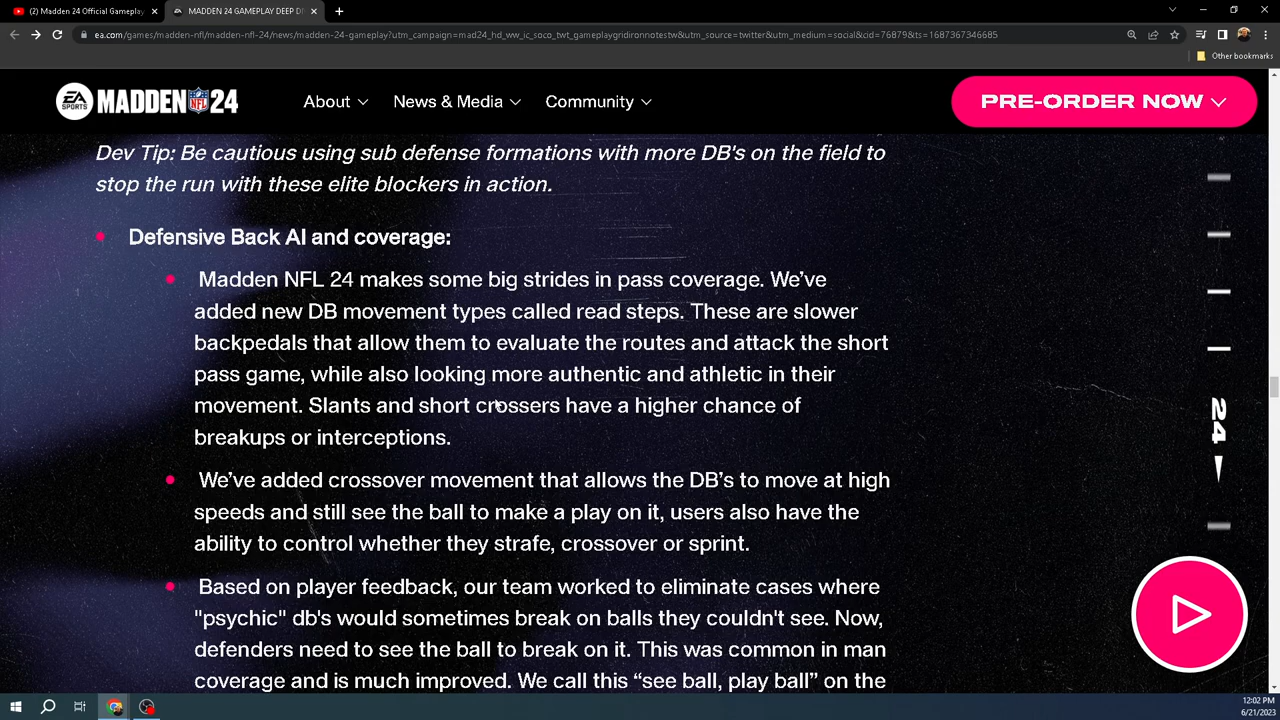 (2) Madden 24 Official Gameplay
MADDEN 24 GAMEPLAY DEEP DI
ea.com/games/madden-nfl/madden-nfl-24/news/madden-24-gameplay?utm_campaign=mad24_hd_ww_ic_soco_twt_gameplaygridironnotestw&utm_source=twitter&utm_medium=social&cid=76879&ts=1687367346685
Other bookmarks
EA SPORTS MADDEN NFL 24
About
News & Media
Community
PRE-ORDER NOW
Dev Tip: Be cautious using sub defense formations with more DB's on the field to
stop the run with these elite blockers in action.
Defensive Back AI and coverage:
Madden NFL 24 makes some big strides in pass coverage. We’ve
added new DB movement types called read steps. These are slower
backpedals that allow them to evaluate the routes and attack the short
pass game, while also looking more authentic and athletic in their
movement. Slants and short crossers have a higher chance of
breakups or interceptions.
We’ve added crossover movement that allows the DB’s to move at high
speeds and still see the ball to make a play on it, users also have the
ability to control whether they strafe, crossover or sprint.
Based on player feedback, our team worked to eliminate cases where
"psychic" db's would sometimes break on balls they couldn't see. Now,
defenders need to see the ball to break on it. This was common in man
coverage and is much improved. We call this “see ball, play ball” on the
24
12:02 PM
6/21/2023